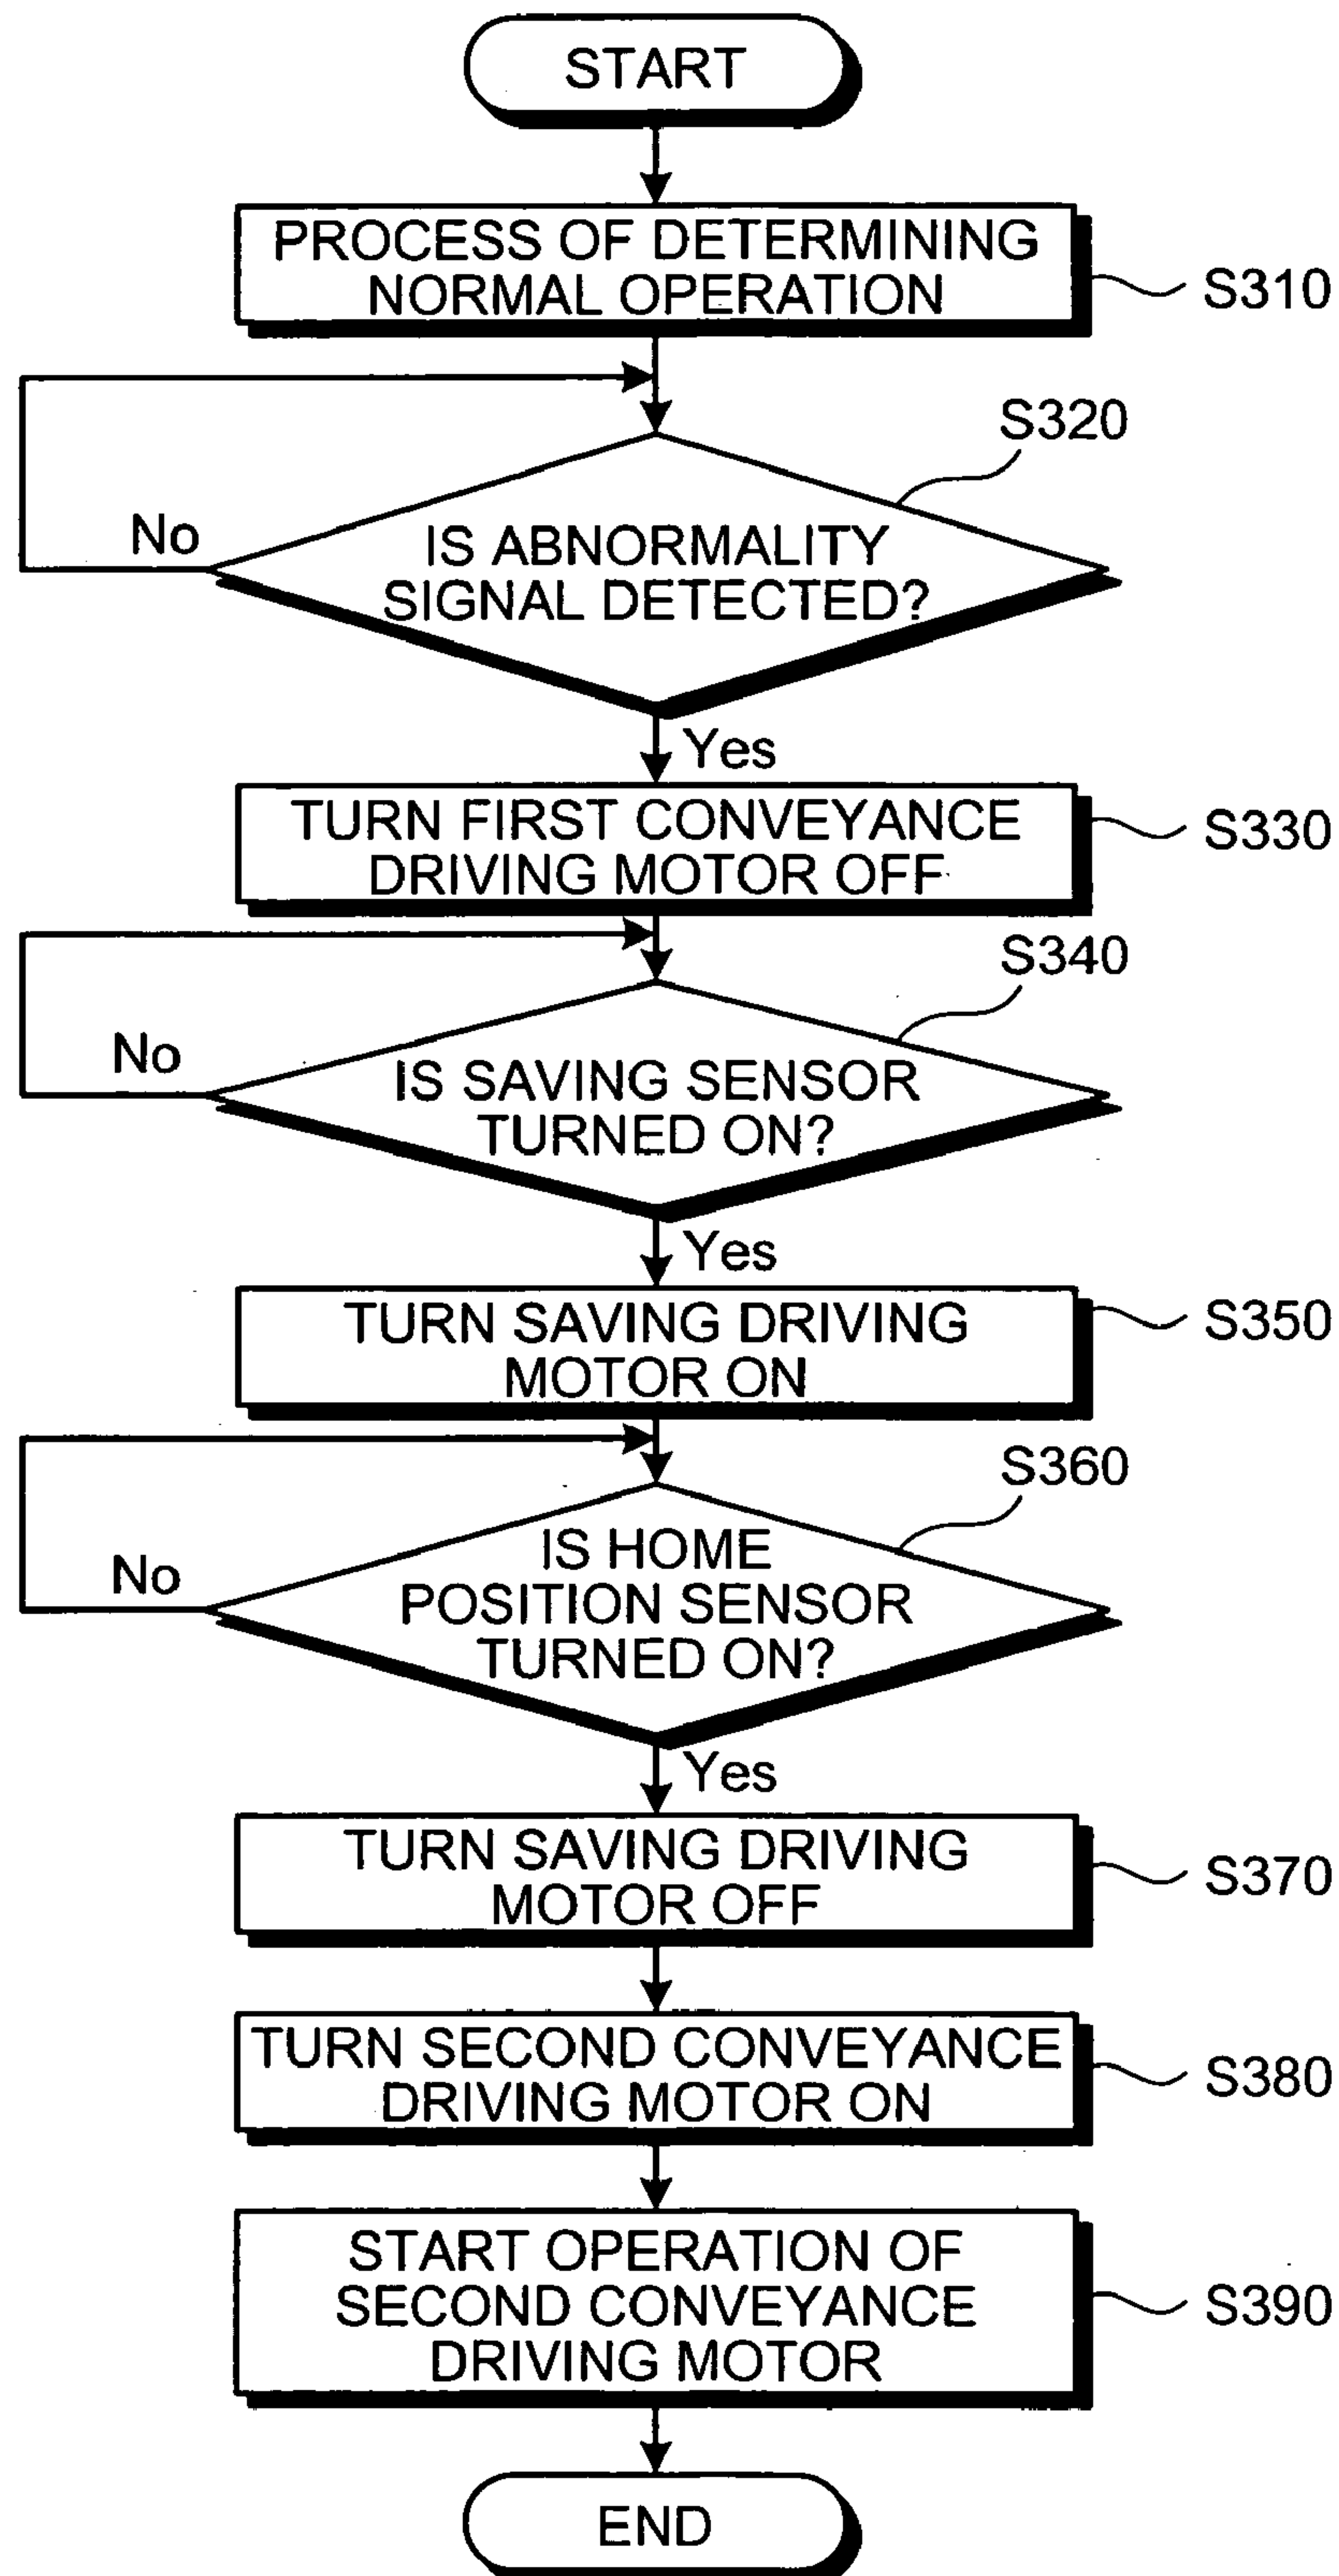 START
PROCESS OF DETERMINING
NORMAL OPERATION
S310
S320
No
IS ABNORMALITY
SIGNAL DETECTED?
Yes
TURN FIRST CONVEYANCE
DRIVING MOTOR OFF
S330
S340
No
IS SAVING SENSOR
TURNED ON?
Yes
TURN SAVING DRIVING
MOTOR ON
S350
S360
No
IS HOME
POSITION SENSOR
TURNED ON?
Yes
TURN SAVING DRIVING
MOTOR OFF
S370
TURN SECOND CONVEYANCE
DRIVING MOTOR ON
S380
START OPERATION OF
SECOND CONVEYANCE
DRIVING MOTOR
S390
END